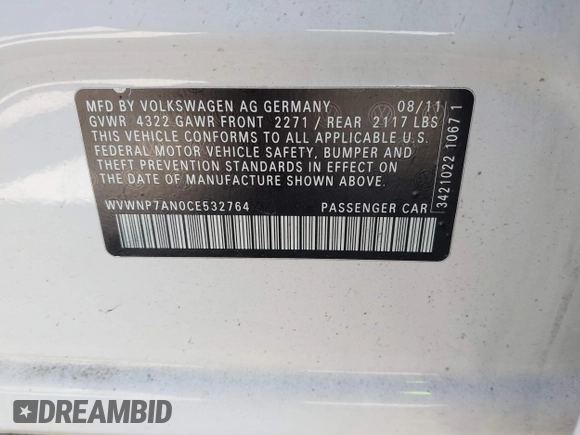 MFD BY VOLKSWAGEN AG GERMANY 08/11
GVWR 4322 GAWR FRONT 2271 / REAR 2117 LBS
THIS VEHICLE CONFORMS TO ALL APPLICABLE U.S.
FEDERAL MOTOR VEHICLE SAFETY, BUMPER AND
THEFT PREVENTION STANDARDS IN EFFECT ON
THE DATE OF MANUFACTURE SHOWN ABOVE
WVWNP7AN0CE532764 PASSENGER CAR
3421022 10671
DREAMBID